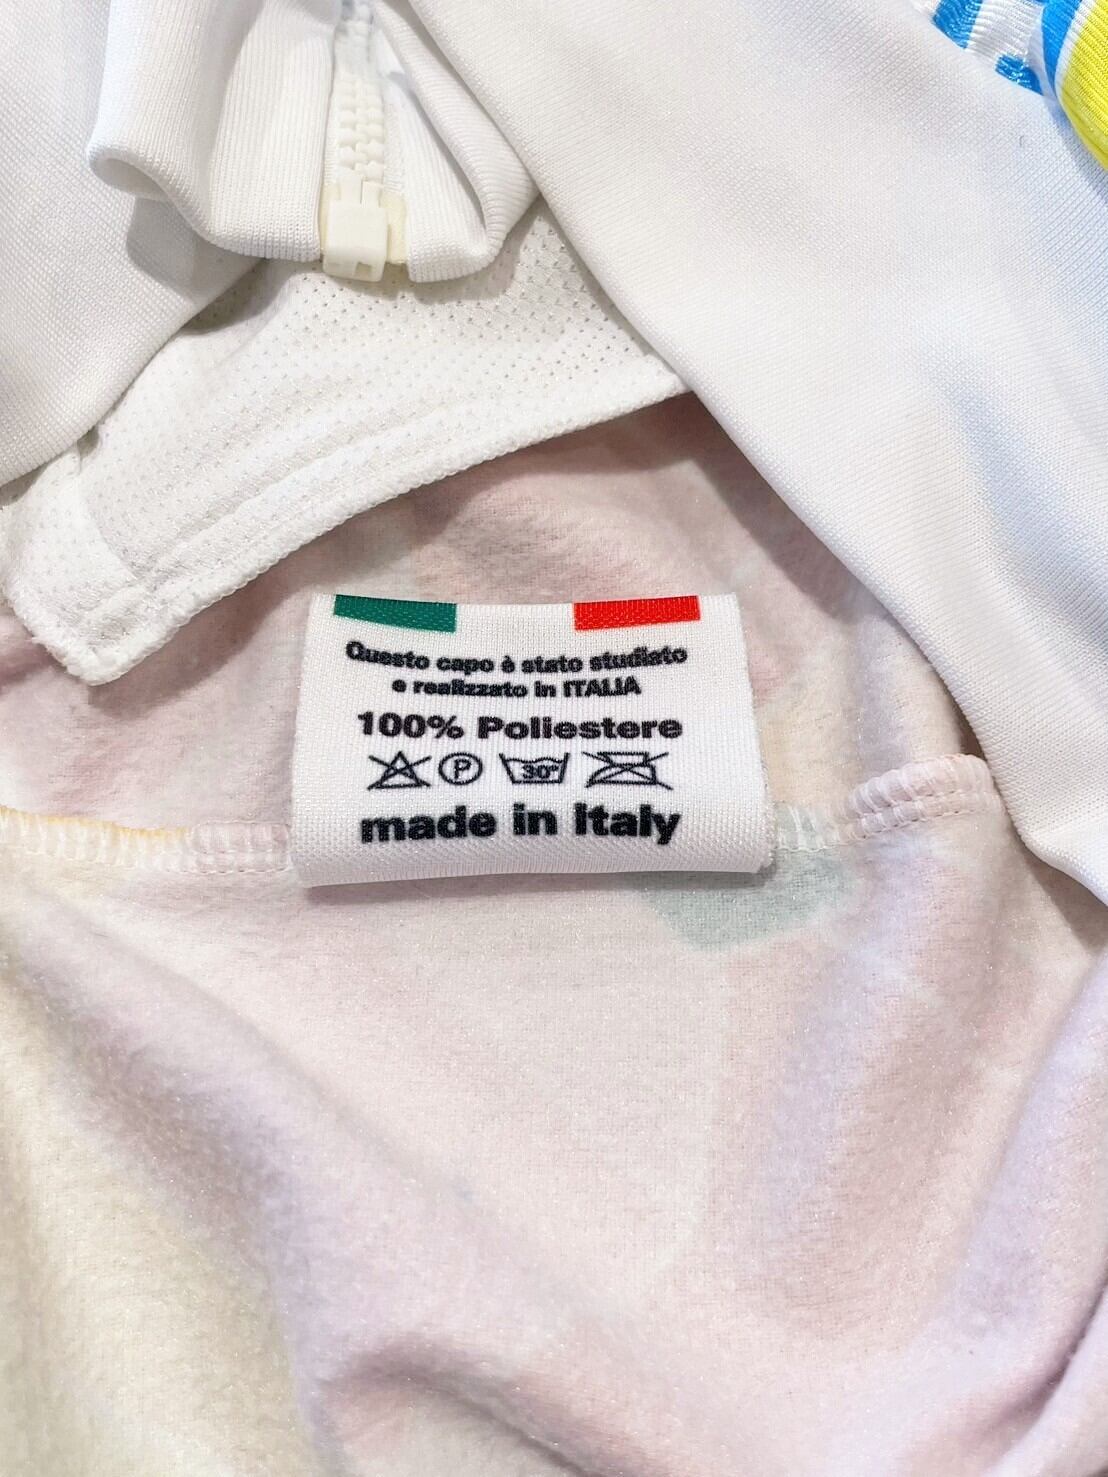 Questo capo è stato studiato
e realizzato in ITALIA
100% Poliestere
P 30°
made in Italy